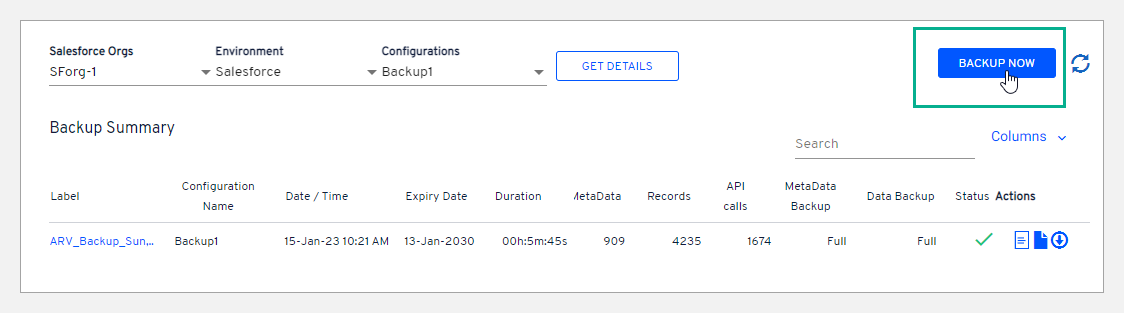 Salesforce Orgs Environment Configurations
SForg-1 Salesforce Backup1
GET DETAILS
BACKUP NOW
Backup Summary
Search
Columns
Label Configuration Name Date / Time Expiry Date Duration MetaData Records API calls MetaData Backup Data Backup Status Actions
ARV_Backup_Sun... Backup1 15-Jan-23 10:21 AM 13-Jan-2030 00h:5m:45s 909 4235 1674 Full Full